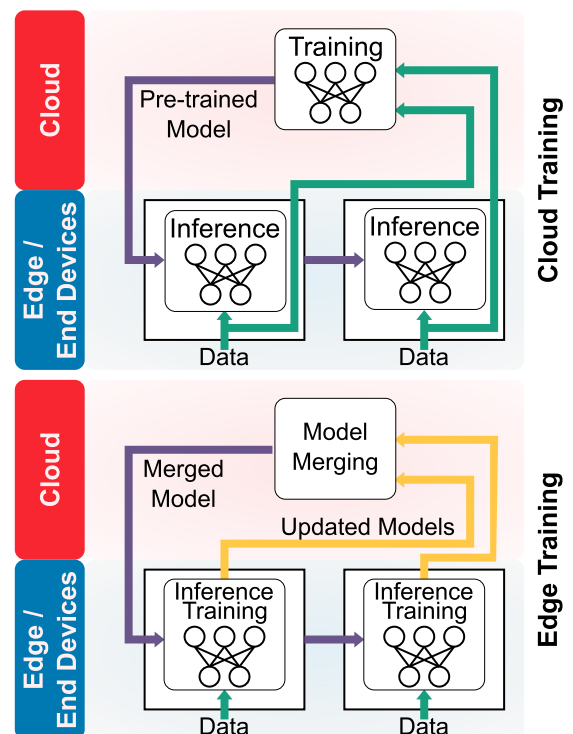 Cloud
Training
Pre-trained
Model
Cloud Training
Edge /
End Devices
Inference
Inference
Data
Data
Cloud
Model
Merging
Merged
Model
Updated Models
Edge Training
Edge /
End Devices
Inference
Training
Inference
Training
Data
Data